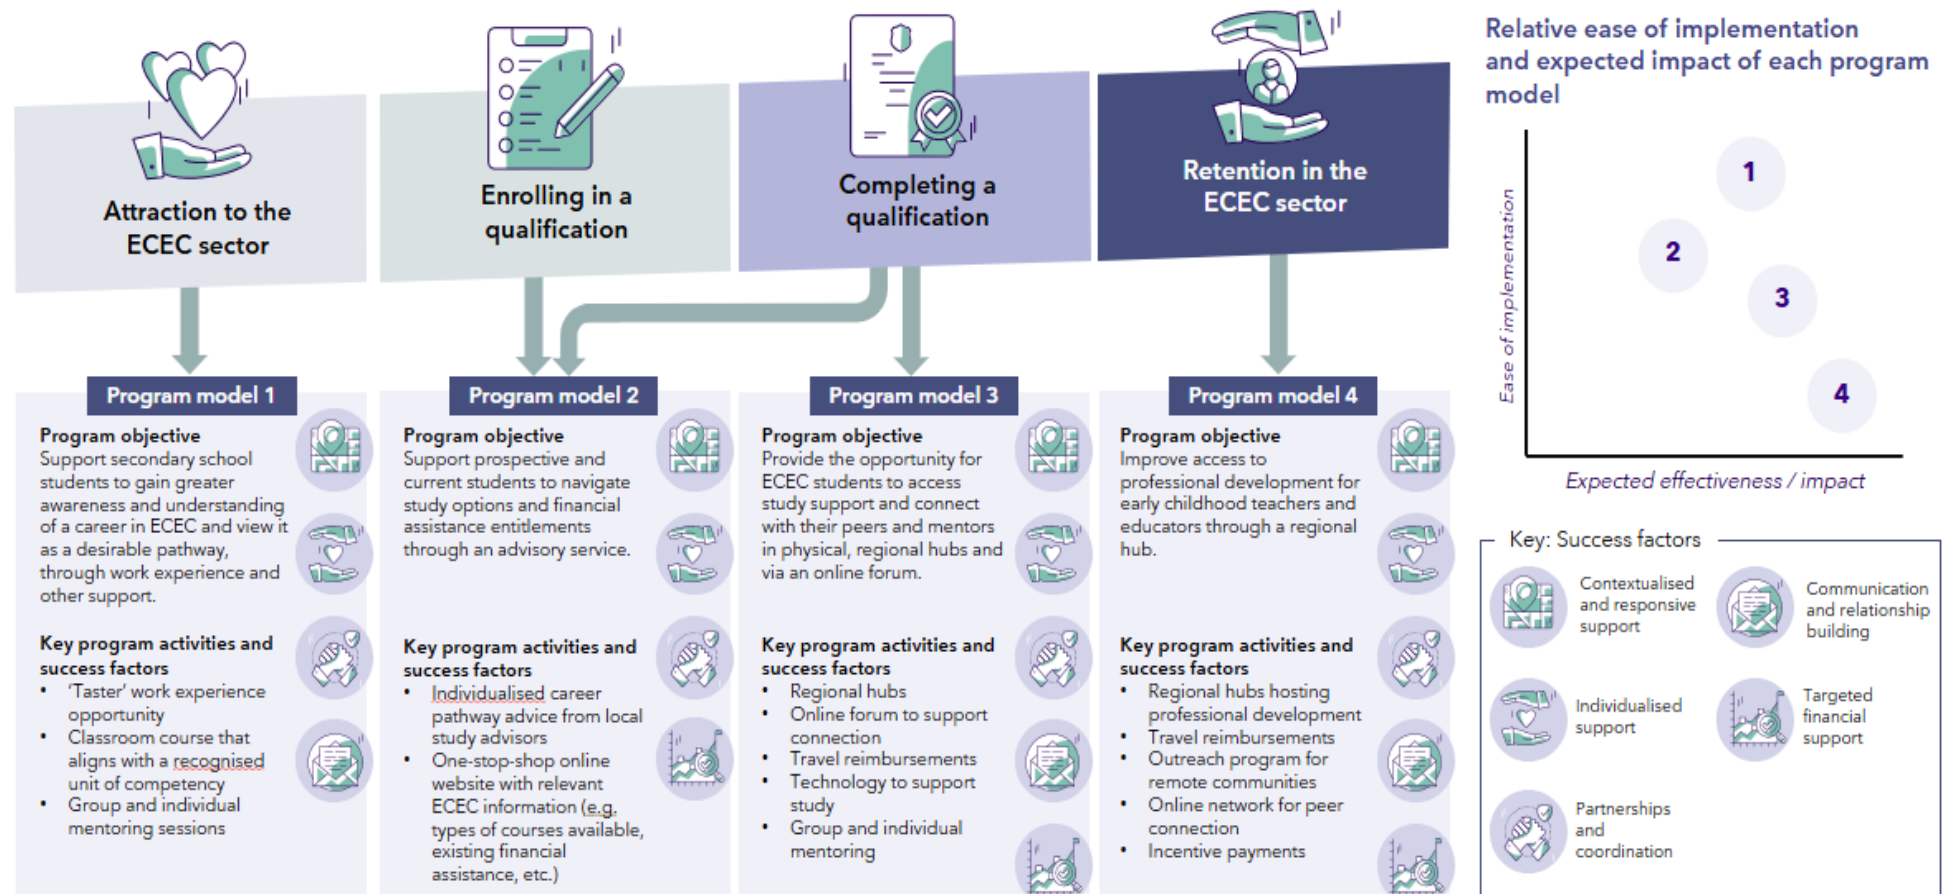 Attraction to the
ECEC sector
Enrolling in a
qualification
Completing a
qualification
Retention in the
ECEC sector
Program model 1
Program objective
Support secondary school
students to gain greater
awareness and understanding
of a career in ECEC and view it
as a desirable pathway,
through work experience and
other support.
Key program activities and
success factors
• ‘Taster’ work experience
opportunity
• Classroom course that
aligns with a recognised
unit of competency
• Group and individual
mentoring sessions
Program model 2
Program objective
Support prospective and
current students to navigate
study options and financial
assistance entitlements
through an advisory service.
Key program activities and
success factors
• Individualised career
pathway advice from local
study advisors
• One-stop-shop online
website with relevant
ECEC information (e.g.
types of courses available,
existing financial
assistance, etc.)
Program model 3
Program objective
Provide the opportunity for
ECEC students to access
study support and connect
with their peers and mentors
in physical, regional hubs and
via an online forum.
Key program activities and
success factors
• Regional hubs
• Online forum to support
connection
• Travel reimbursements
• Technology to support
study
• Group and individual
mentoring
Program model 4
Program objective
Improve access to
professional development for
early childhood teachers and
educators through a regional
hub.
Key program activities and
success factors
• Regional hubs hosting
professional development
• Travel reimbursements
• Outreach program for
remote communities
• Online network for peer
connection
• Incentive payments
Relative ease of implementation
and expected impact of each program
model
Ease of implementation
1
2
3
4
Expected effectiveness / impact
Key: Success factors
Contextualised
and responsive
support
Communication
and relationship
building
Individualised
support
Targeted
financial
support
Partnerships
and
coordination